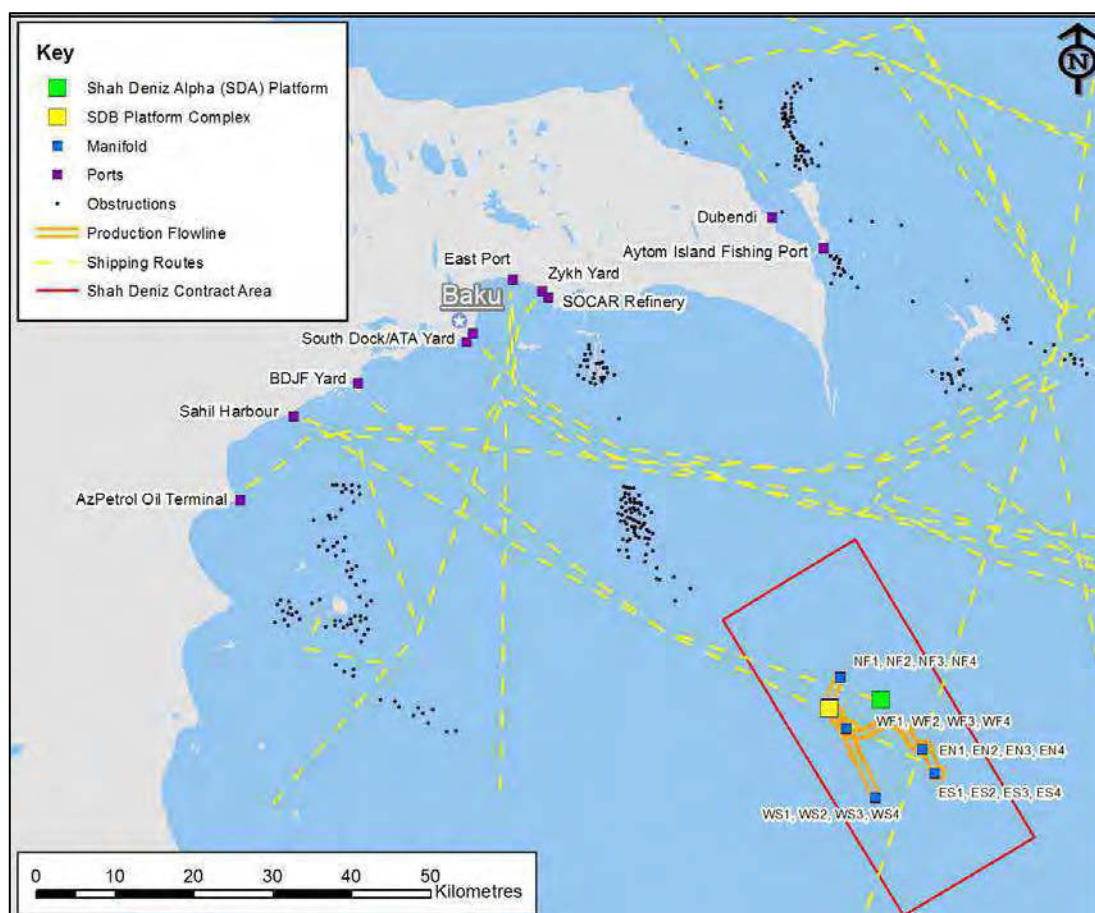 Key
Shah Deniz Alpha (SDA) Platform
SDB Platform Complex
Manifold
Ports
Obstructions
Production Flowline
Shipping Routes
Shah Deniz Contract Area
N
Dubendi
Aytom Island Fishing Port
East Port
Zykh Yard
SOCAR Refinery
Baku
South Dock/ATA Yard
BDJF Yard
Sahil Harbour
AzPetrol Oil Terminal
NF1, NF2, NF3, NF4
WF1, WF2, WF3, WF4
EN1, EN2, EN3, EN4
ES1, ES2, ES3, ES4
WS1, WS2, WS3, WS4
0 10 20 30 40 50
Kilometres